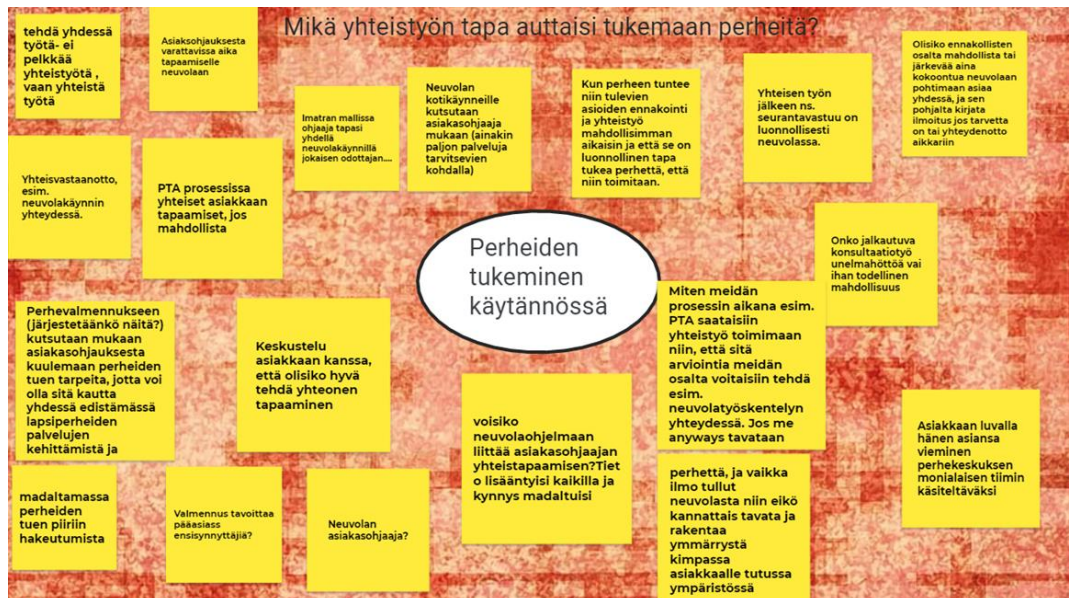 Mikä yhteistyön tapa auttaisi tukemaan perheitä?
tehdä yhdessä
työtä- ei
pelkkää
yhteistyötä ,
vaan yhteistä
työtä
Asiaksohjauksesta
varattavissa aika
tapaamiselle
neuvolaan
Imatran mallissa
ohjaaja tapasi
yhdellä
neuvolakäynnillä
jokaisen odottajan....
Neuvolan
kotikäynneille
kutsutaan
asiakasohjaaja
mukaan (ainakin
paljon palveluja
tarvitsevien
kohdalla)
Kun perheen tuntee
niin tulevien
asioiden ennakointi
ja yhteistyö
mahdollisimman
aikaisin ja että se on
luonnollinen tapa
tukea perhettä, että
niin toimitaan.
Yhteisen työn
jälkeen ns.
seurantavastuu on
luonnollisesti
neuvolassa.
Olisiko ennakollisten
osalta mahdollista tai
järkevää aina
kokoontua neuvolaan
pohtimaan asiaa
yhdessä, ja sen
pohjalta kirjata
ilmoitus jos tarvetta
on tai yhteydenotto
aikkariin
Yhteisvastaanotto,
esim.
neuvolakäynnin
yhteydessä.
PTA prosessissa
yhteiset asiakkaan
tapaamiset, jos
mahdollista
Perheiden
tukeminen
käytännössä
Onko jalkautuva
konsultaatiotyö
unelmahöttöä vai
ihan todellinen
mahdollisuus
Perhevalmennukseen
(järjestetäänkö näitä?)
kutsutaan mukaan
asiakasohjauksesta
kuulemaan perheiden
tuen tarpeita, jotta voi
olla sitä kautta
yhdessä edistämässä
lapsiperheiden
palvelujen
kehittämistä ja
Keskustelu
asiakkaan kanssa,
että olisiko hyvä
tehdä yhteonen
tapaaminen
voisiko
neuvolaohjelmaan
liittää asiakasohjaajan
yhteistapaamisen?Tiet
o lisääntyisi kaikilla ja
kynnys madaltuisi
Miten meidän
prosessin aikana esim.
PTA saataisiin
yhteistyö toimimaan
niin, että sitä
arviointia meidän
osalta voitaisiin tehdä
esim.
neuvolatyöskentelyn
yhteydessä. Jos me
anyways tavataan
Asiakkaan luvalla
hänen asiansa
vieminen
perhekeskuksen
monialaisen tiimin
käsiteltäväksi
madaltamassa
perheiden
tuen piiriin
hakeutumista
Valmennus tavoittaa
pääasiass
ensisynnyttäjiä?
Neuvolan
asiakasohjaaja?
perhettä, ja vaikka
ilmo tullut
neuvolasta niin eikö
kannattais tavata ja
rakentaa
ymmärrystä
kimpassa
asiakkaalle tutussa
ympäristössä